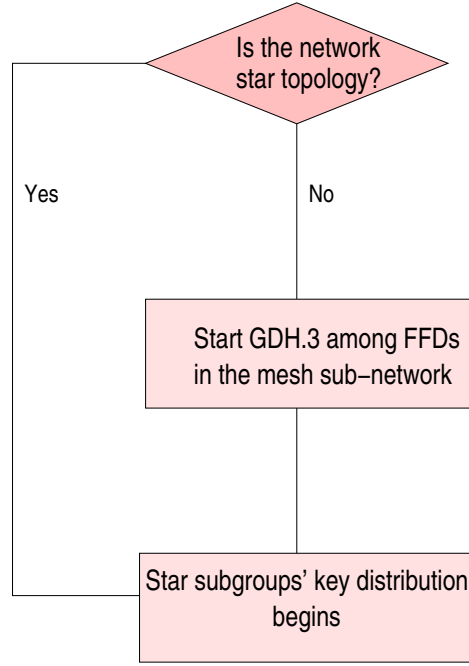 Is the network
star topology?
Yes
No
Start GDH.3 among FFDs
in the mesh sub−network
Star subgroups' key distribution
begins